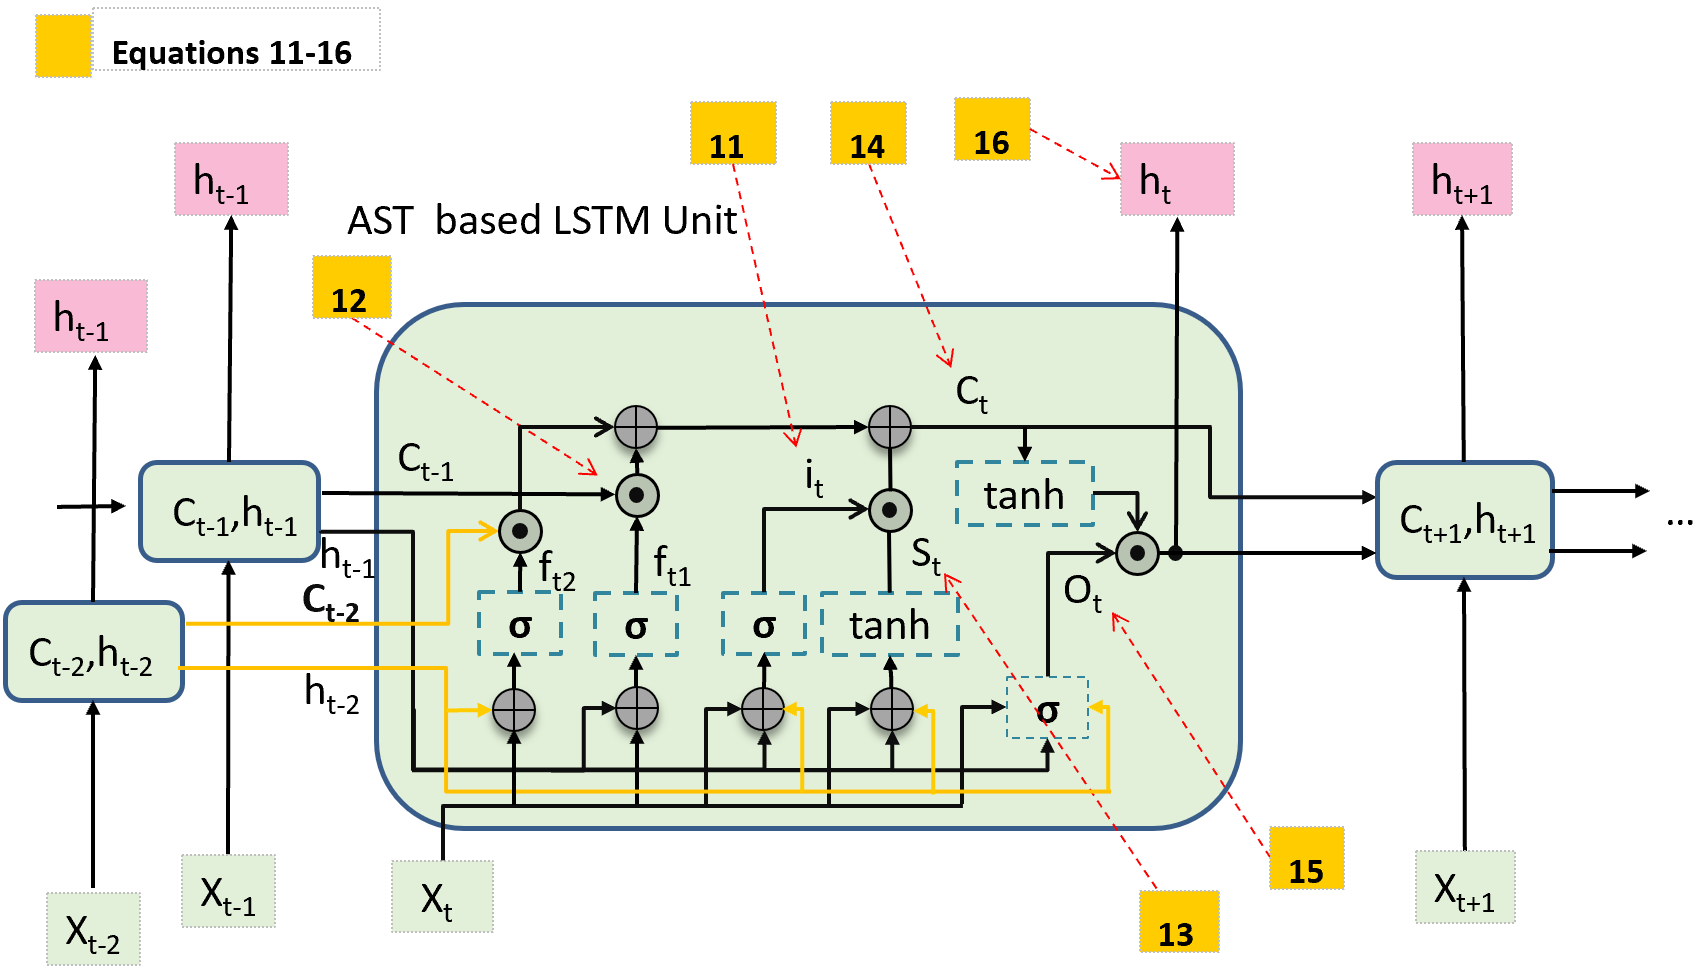 Equations 11-16
11
14
16
h_t-1
h_t
h_t+1
AST based LSTM Unit
12
h_t-1
C_t
C_t-1
i_t
tanh
C_t-1,h_t-1
C_t+1,h_t+1
...
h_t-1
f_t2
f_t1
S_t
C_t-2
O_t
σ
σ
σ
tanh
C_t-2,h_t-2
h_t-2
σ
15
X_t-1
X_t
X_t+1
X_t-2
13